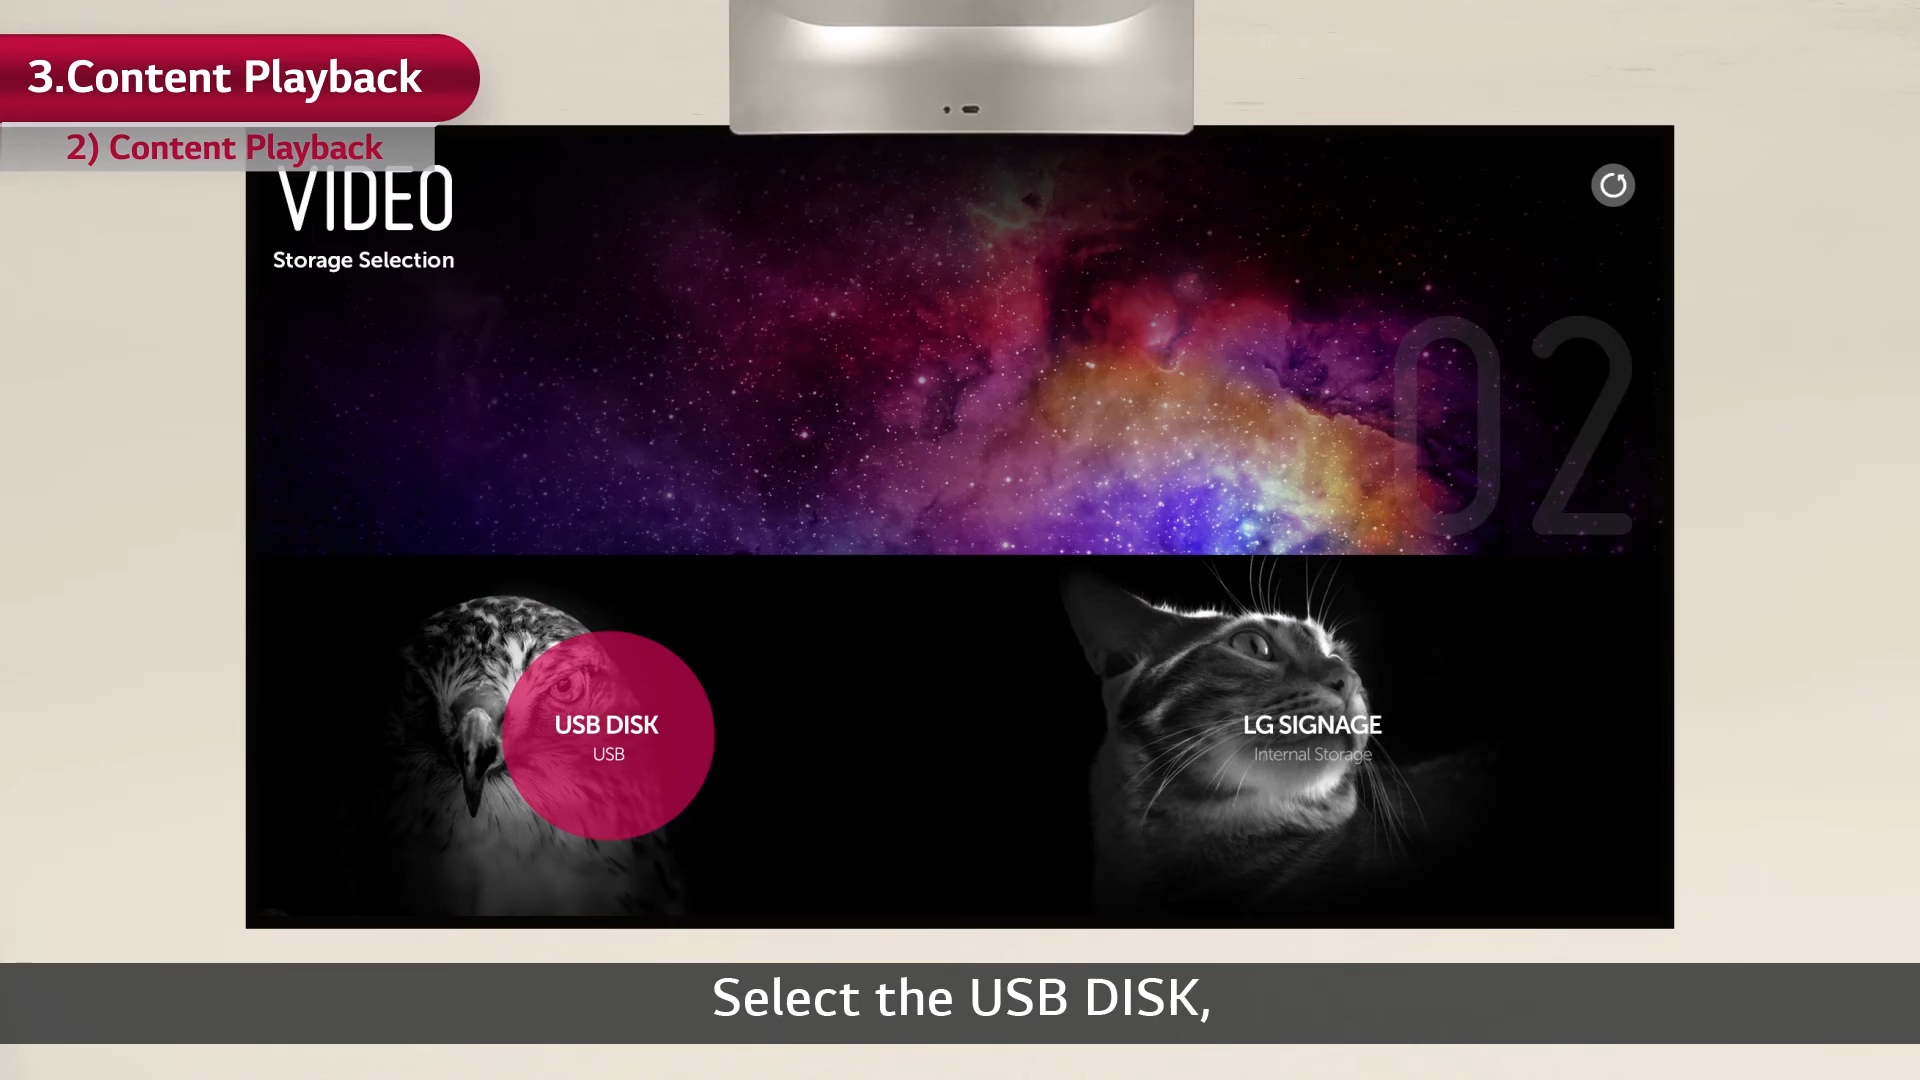 3.Content Playback
2) Content Playback
VIDEO
Storage Selection
02
USB DISK
USB
LG SIGNAGE
Internal Storage
Select the USB DISK,